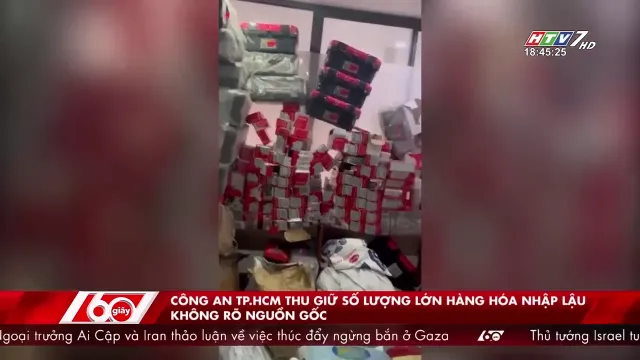 HTV7 HD
18:45:25
60 giây
CÔNG AN TP.HCM THU GIỮ SỐ LƯỢNG LỚN HÀNG HÓA NHẬP LẬU
KHÔNG RÕ NGUỒN GỐC
Ngoại trưởng Ai Cập và Iran thảo luận về việc thúc đẩy ngừng bắn ở Gaza 60 Thủ tướng Israel tu